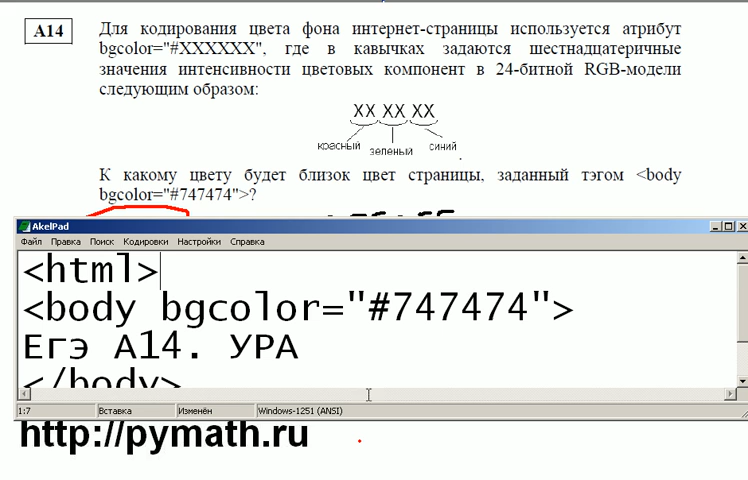 А14
Для кодирования цвета фона интернет-страницы используется атрибут
bgcolor="#XXXXXX", где в кавычках задаются шестнадцатеричные
значения интенсивности цветовых компонент в 24-битной RGB-модели
следующим образом:
XX XX XX
красный зеленый синий
К какому цвету будет близок цвет страницы, заданный тэгом <body
bgcolor="#747474">?
AkelPad
Файл Правка Поиск Кодировки Настройки Справка
<html>
<body bgcolor="#747474">
Егэ А14. УРА
</body>
1:7 Вставка Изменён Windows-1251 (ANSI)
http://pymath.ru